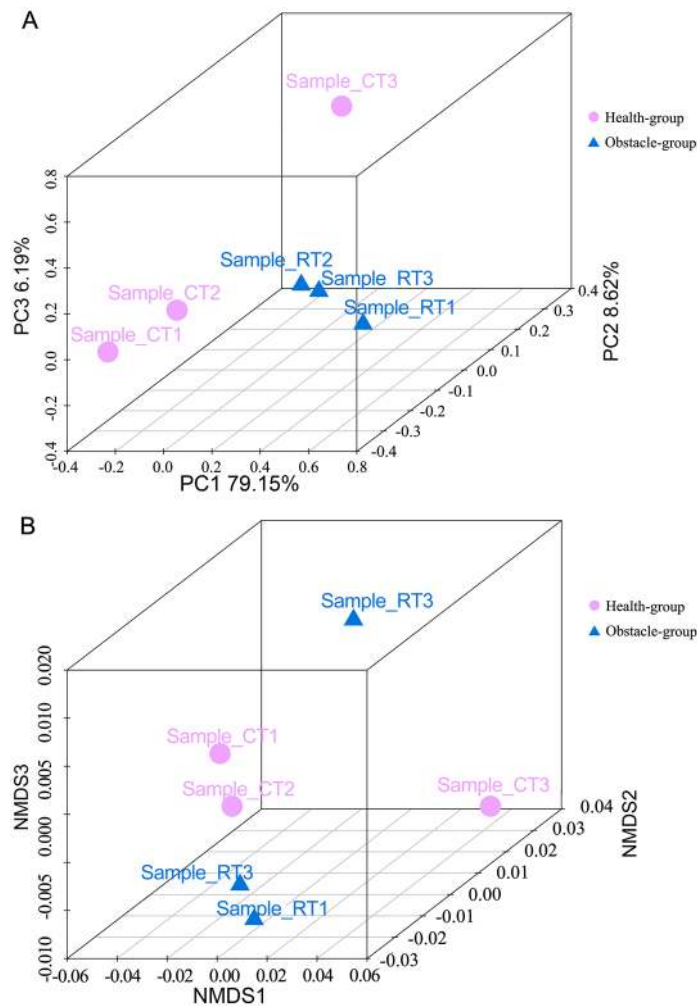 A
Sample_CT3
Health-group
Obstacle-group
0.8
0.6
0.4
0.2
0.0
-0.2
-0.4
PC3 6.19%
Sample_RT2
Sample_RT3
Sample_CT2
Sample_RT1
Sample_CT1
0.4
0.3
0.2
0.1
0.0
-0.1
-0.2
-0.3
-0.4
PC2 8.62%
-0.4 -0.2 0.0 0.2 0.4 0.6 0.8
PC1 79.15%
B
Sample_RT3
Health-group
Obstacle-group
0.020
0.010
0.005
0.000
-0.005
-0.010
NMDS3
Sample_CT1
Sample_CT2
Sample_CT3
Sample_RT3
Sample_RT1
0.04
0.03
0.02
0.01
0.00
-0.01
-0.02
-0.03
NMDS2
-0.06 -0.04 -0.02 0.00 0.02 0.04 0.06
NMDS1